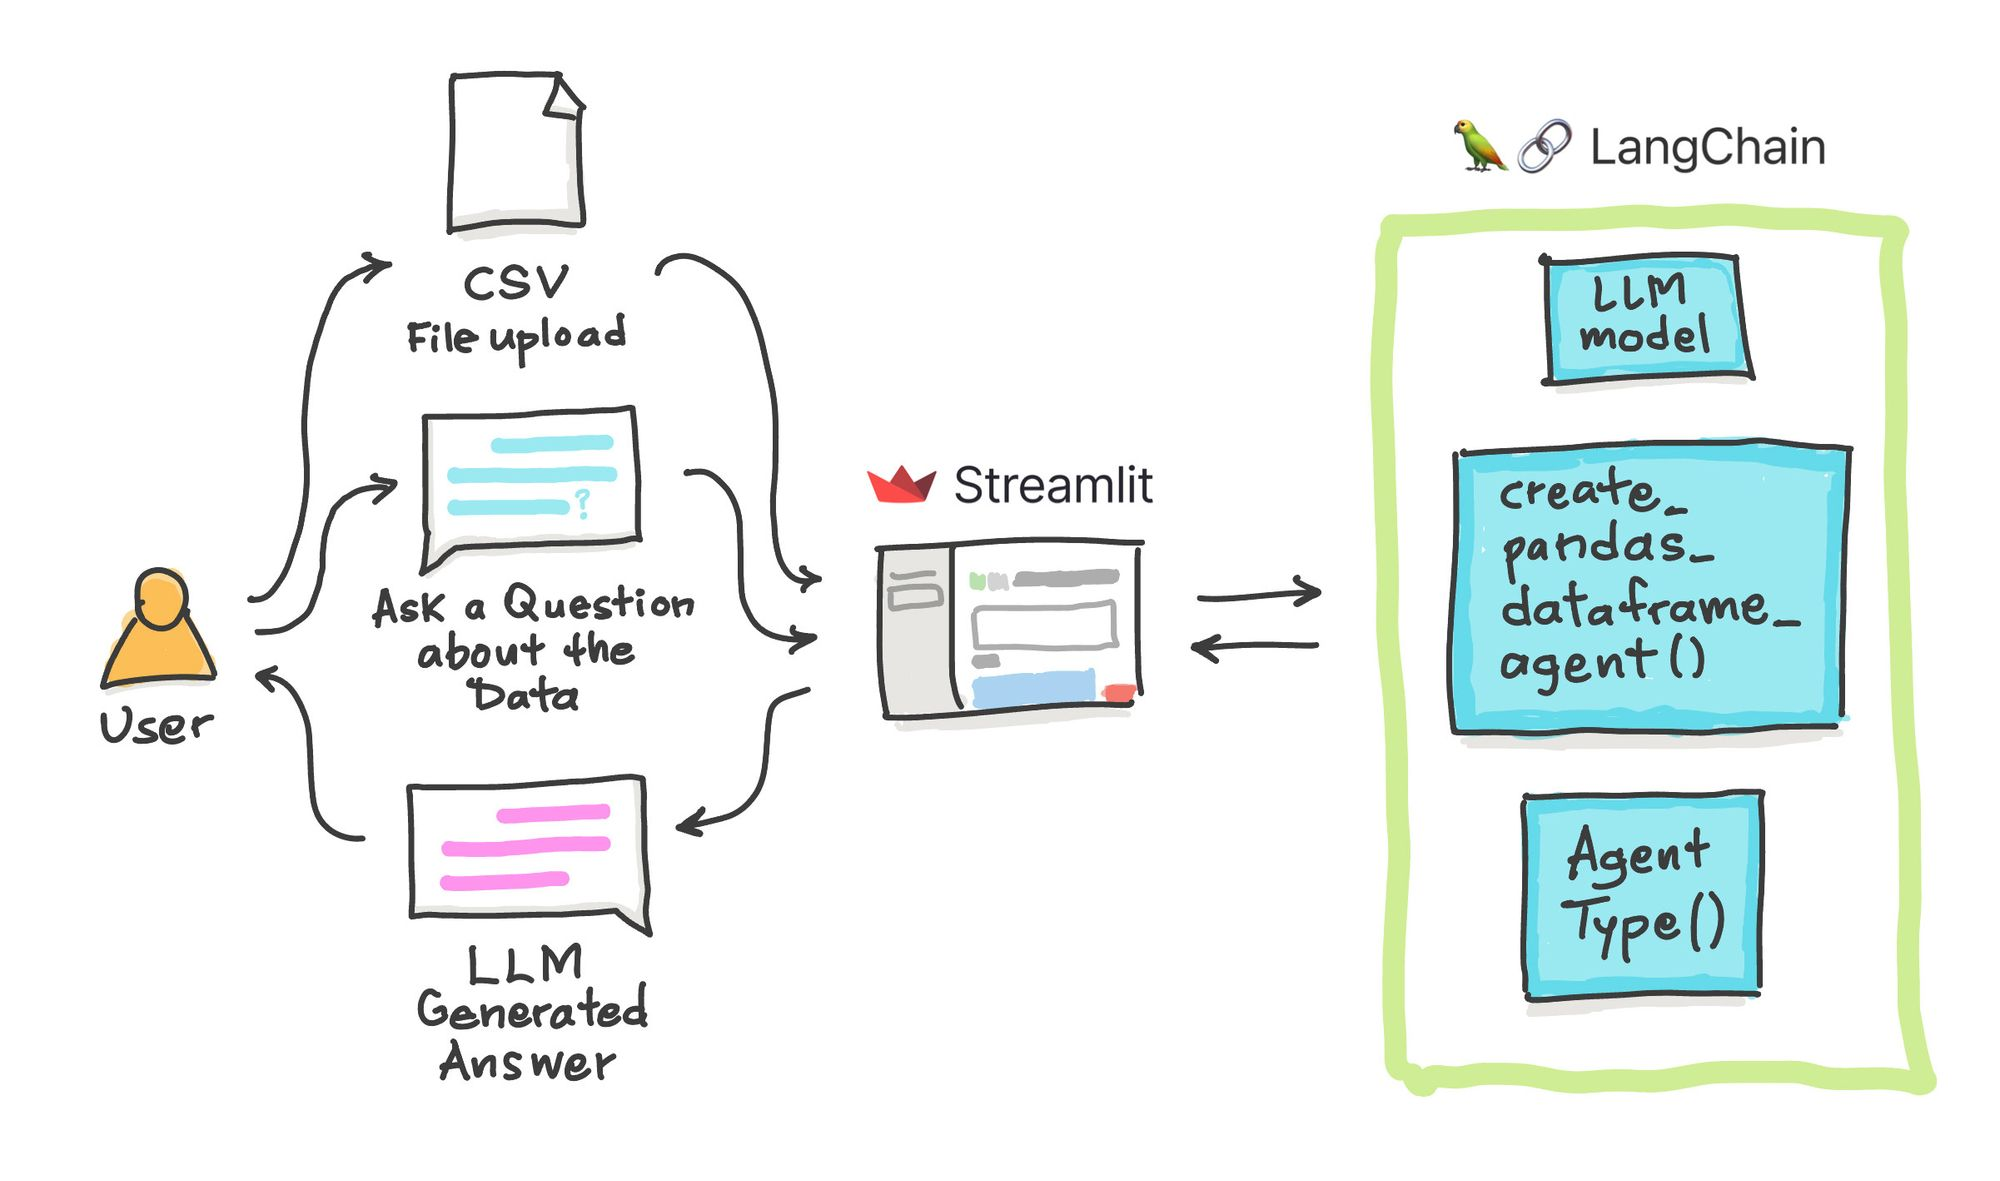 CSV
File upload
?
Ask a Question
about the
Data
User
LLM
Generated
Answer
Streamlit
LangChain
LLM
model
create_
pandas_
dataframe_
agent()
Agent
Type()